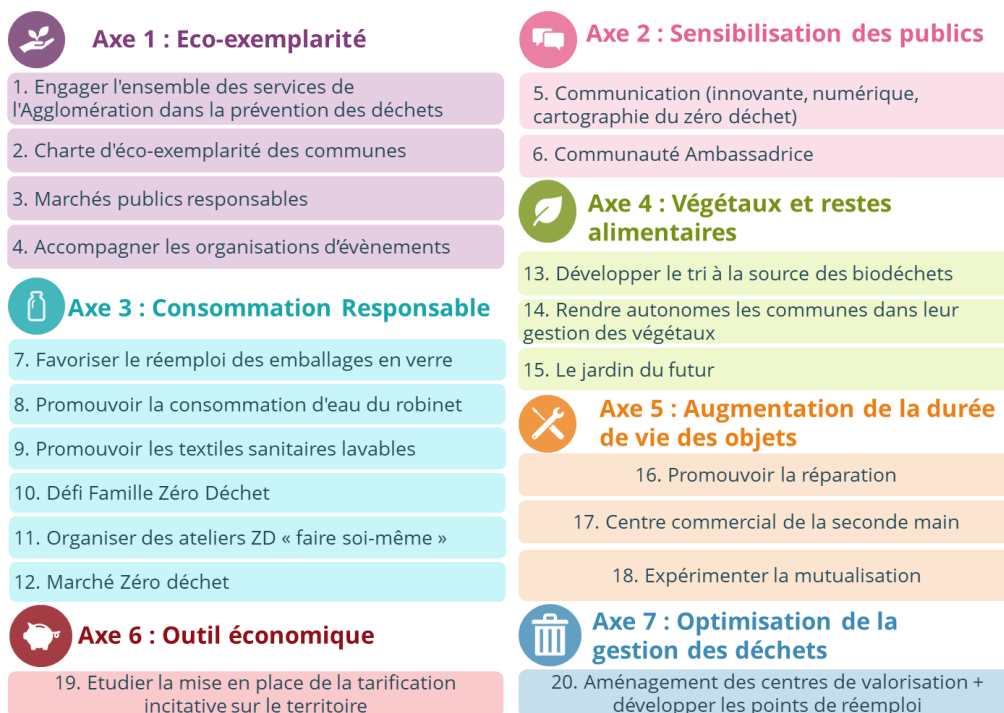 Axe 1 : Eco-exemplarité
1. Engager l'ensemble des services de
l'Agglomération dans la prévention des déchets
2. Charte d'éco-exemplarité des communes
3. Marchés publics responsables
4. Accompagner les organisations d’évènements
Axe 2 : Sensibilisation des publics
5. Communication (innovante, numérique,
cartographie du zéro déchet)
6. Communauté Ambassadrice
Axe 3 : Consommation Responsable
7. Favoriser le réemploi des emballages en verre
8. Promouvoir la consommation d'eau du robinet
9. Promouvoir les textiles sanitaires lavables
10. Défi Famille Zéro Déchet
11. Organiser des ateliers ZD « faire soi-même »
12. Marché Zéro déchet
Axe 4 : Végétaux et restes
alimentaires
13. Développer le tri à la source des biodéchets
14. Rendre autonomes les communes dans leur
gestion des végétaux
15. Le jardin du futur
Axe 5 : Augmentation de la durée
de vie des objets
16. Promouvoir la réparation
17. Centre commercial de la seconde main
18. Expérimenter la mutualisation
Axe 6 : Outil économique
19. Etudier la mise en place de la tarification
incitative sur le territoire
Axe 7 : Optimisation de la
gestion des déchets
20. Aménagement des centres de valorisation +
développer les points de réemploi